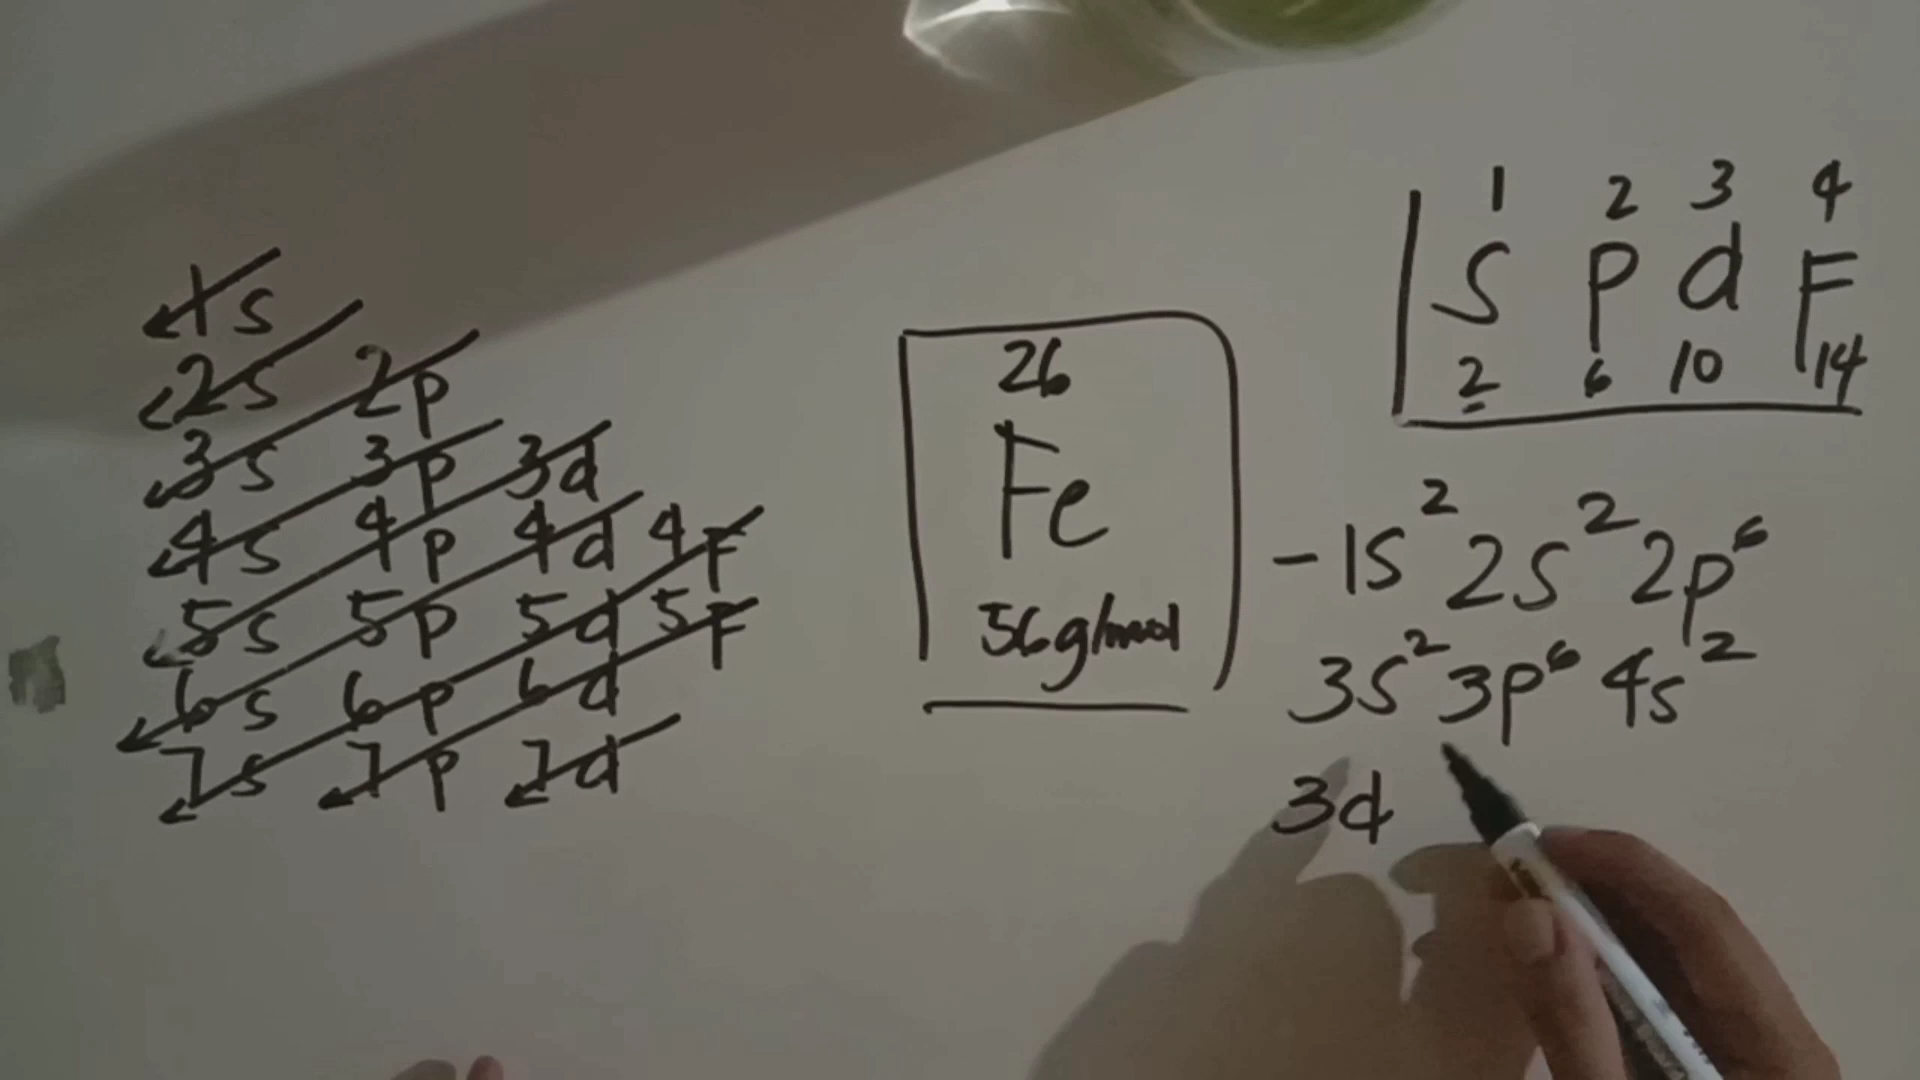 1s
2s 2p
3s 3p 3d
4s 4p 4d 4F
5s 5p 5d 5F
6s 6p 6d
7s 7p 7d
26
Fe
56g/mol
1 2 3 4
S P d F
2 6 10 14
-1s² 2s² 2p⁶
3s² 3p⁶ 4s²
3d